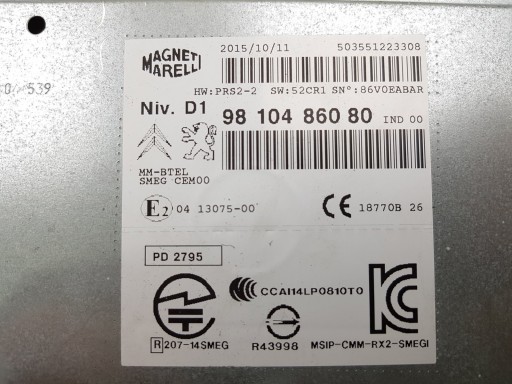 MAGNETI
MARELLI
2015/10/11 503551223308
HW:PRS2-2 SW:52CR1 SN°:86V0EABAR
539
Niv. D1
98 104 860 80 IND 00
MM-BTEL
SMEG CEM00
E2 04 13075-00
CE 18770B 26
PD 2795
CCAI14LP0810T0
R 207-14SMEG
R43998
MSIP-CMM-RX2-SMEGI